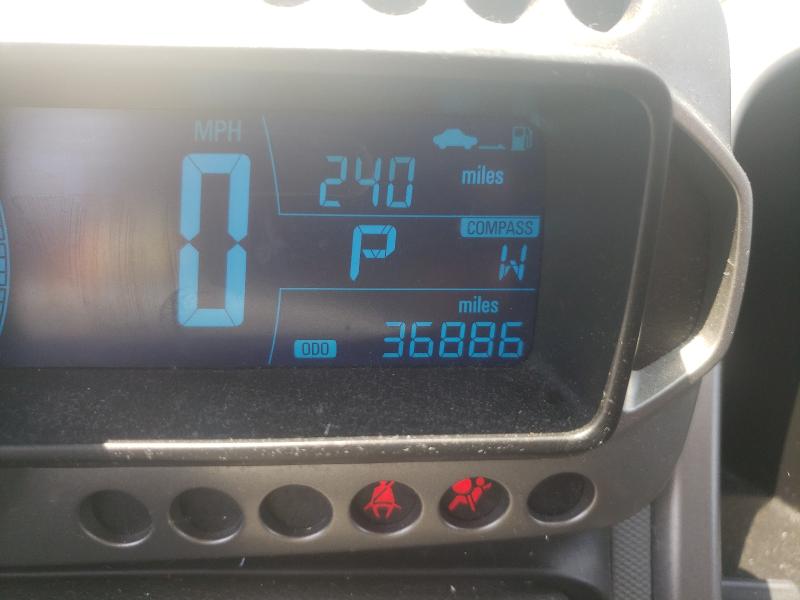 MPH
0
240 miles
P
COMPASS
W
miles
ODO 36886